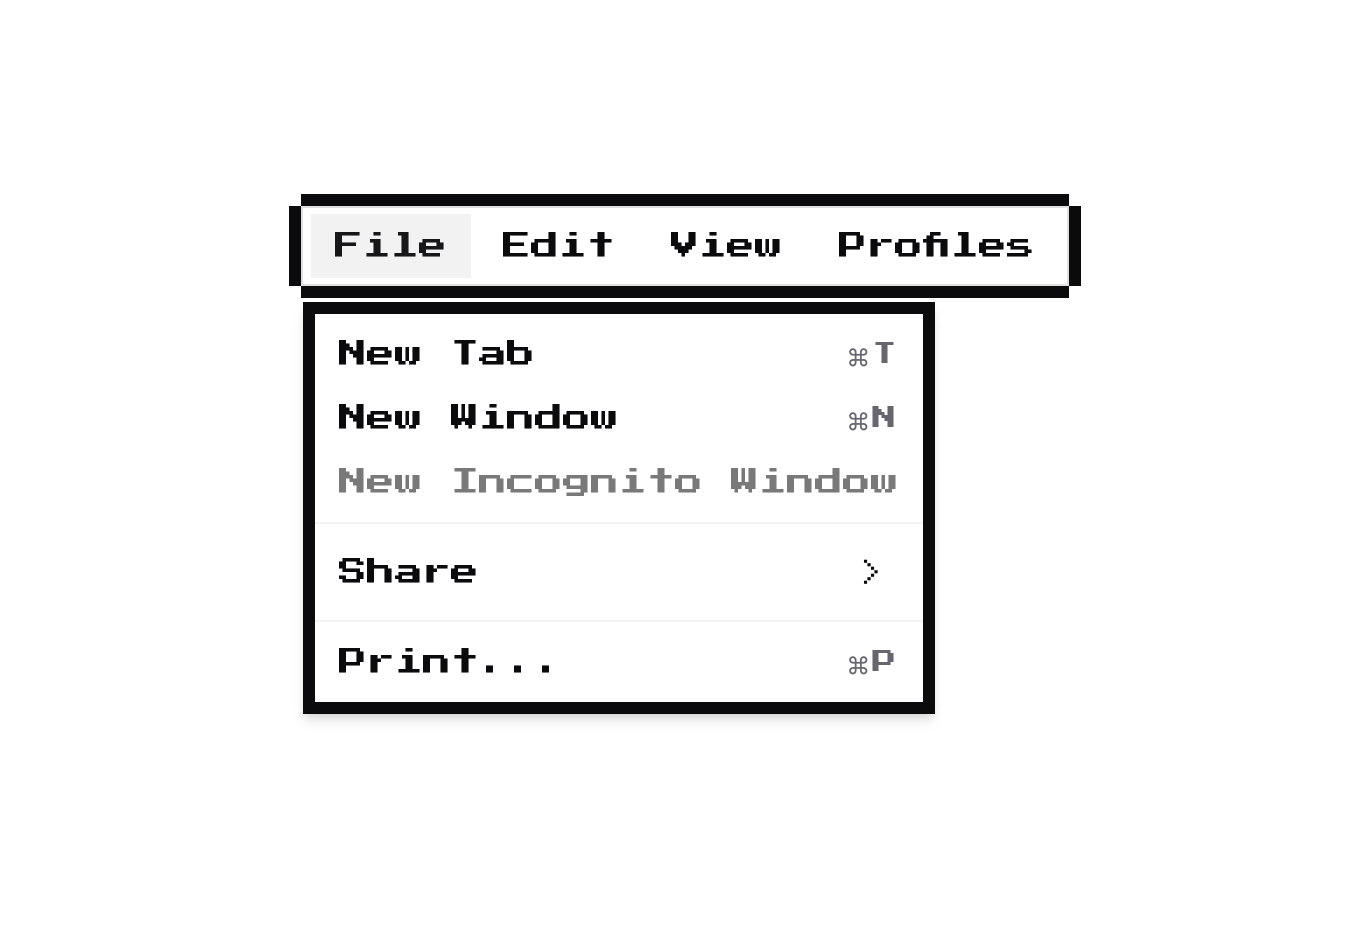 File Edit View Profiles
New Tab ⌘T
New Window ⌘N
New Incognito Window
Share
Print... ⌘P